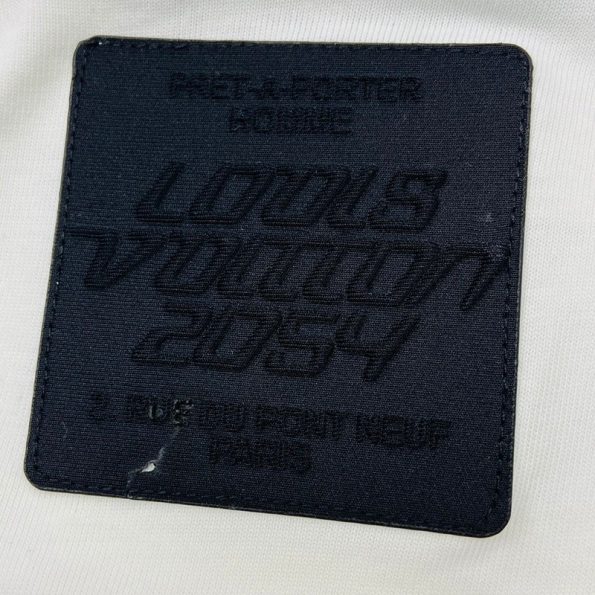 PRET-A-PORTER
HOMME
LOUIS
VUITTON
2054
2. RUE DU PONT NEUF
PARIS